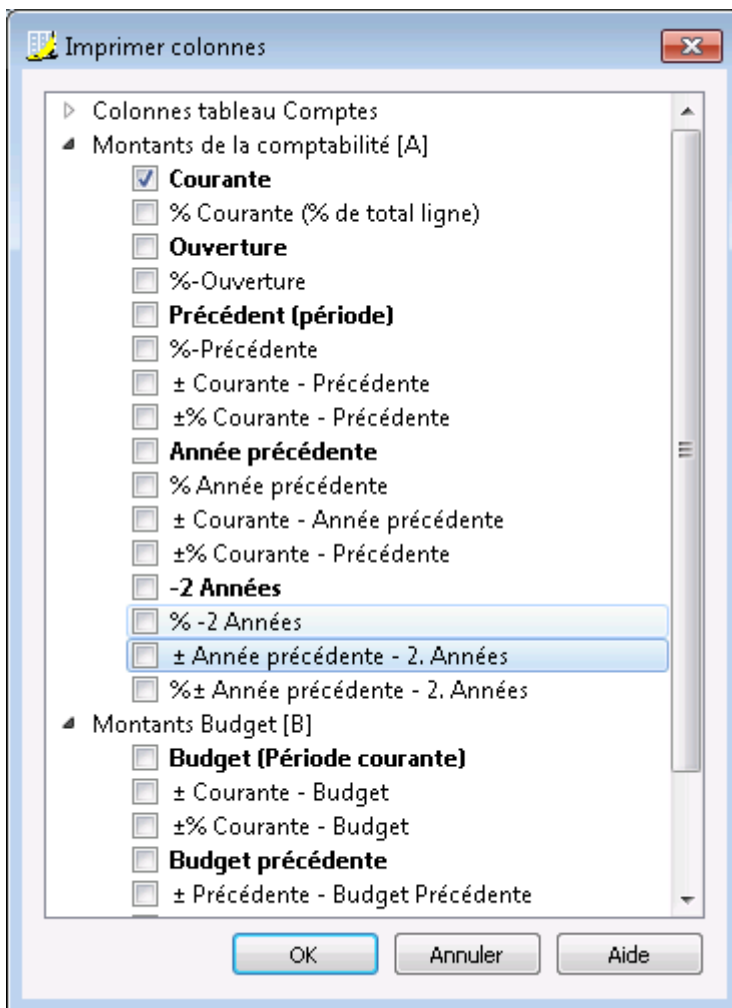 Imprimer colonnes
Colonnes tableau Comptes
Montants de la comptabilité [A]
Courante
% Courante (% de total ligne)
Ouverture
%-Ouverture
Précédent (période)
%-Précédente
± Courante - Précédente
±% Courante - Précédente
Année précédente
% Année précédente
± Courante - Année précédente
±% Courante - Précédente
-2 Années
% -2 Années
± Année précédente - 2. Années
%± Année précédente - 2. Années
Montants Budget [B]
Budget (Période courante)
± Courante - Budget
±% Courante - Budget
Budget précédente
± Précédente - Budget Précédente
OK Annuler Aide